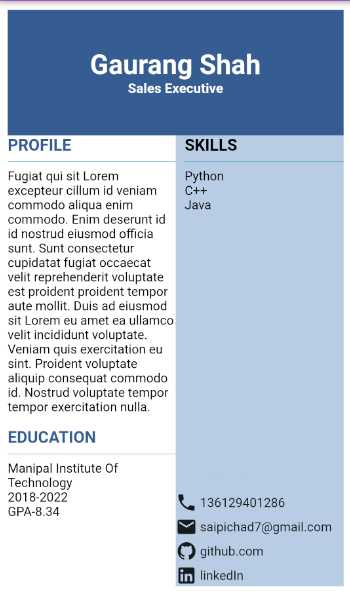 Gaurang Shah
Sales Executive
PROFILE
Fugiat qui sit Lorem
excepteur cillum id veniam
commodo aliqua enim
commodo. Enim deserunt id
id nostrud eiusmod officia
sunt. Sunt consectetur
cupidatat fugiat occaecat
velit reprehenderit voluptate
est proident proident tempor
aute mollit. Duis ad eiusmod
sit Lorem eu amet ea ullamco
velit incididunt voluptate.
Veniam quis exercitation eu
sint. Proident voluptate
aliquip consequat commodo
id. Nostrud voluptate tempor
tempor exercitation nulla.
EDUCATION
Manipal Institute Of
Technology
2018-2022
GPA-8.34
SKILLS
Python
C++
Java
136129401286
saipichad7@gmail.com
github.com
linkedIn